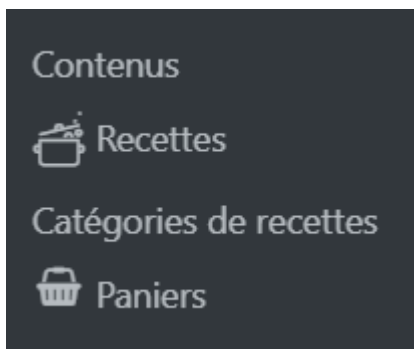 Contenus
Recettes
Catégories de recettes
Paniers